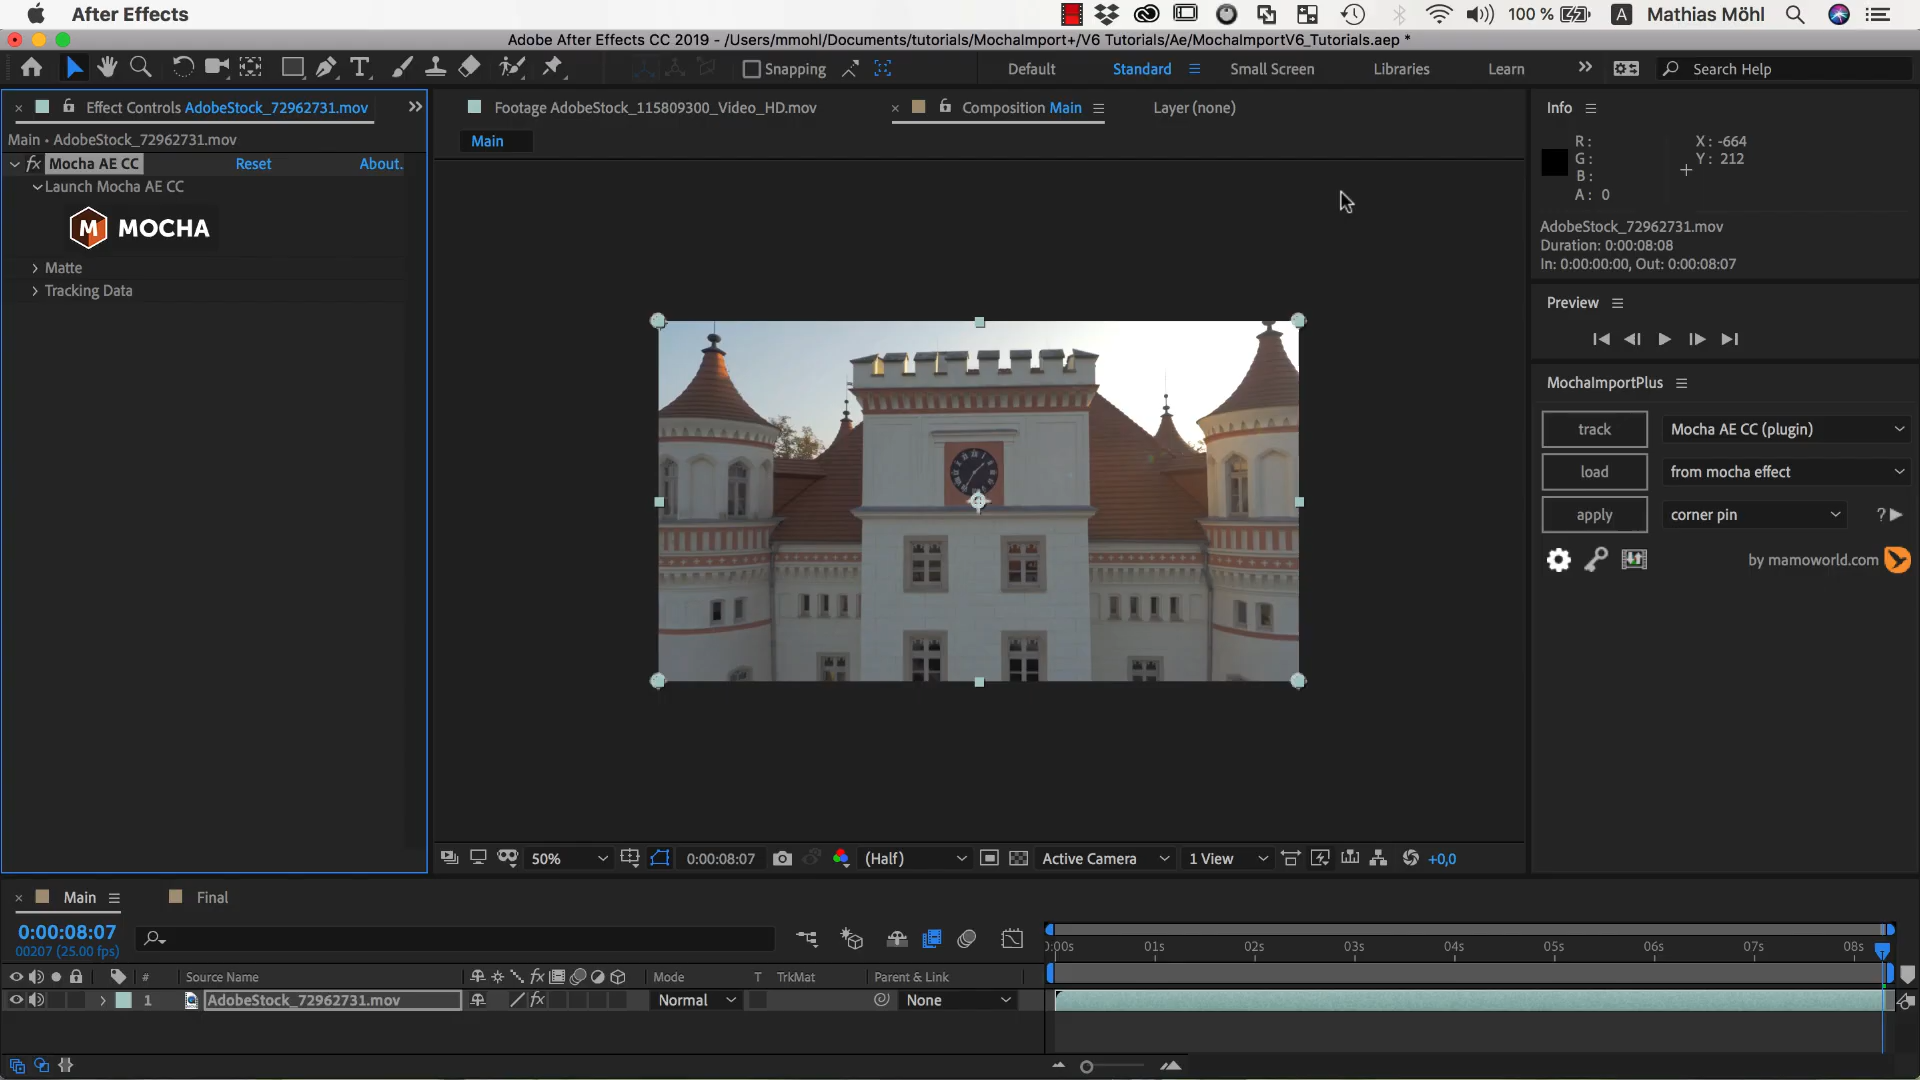 After Effects
100 %
A
Mathias Möhl
Adobe After Effects CC 2019 - /Users/mmohl/Documents/tutorials/MochaImport+/V6 Tutorials/Ae/MochaImportV6_Tutorials.aep *
Snapping
Default
Standard
Small Screen
Libraries
Learn
Search Help
Effect Controls AdobeStock_72962731.mov
Footage AdobeStock_115809300_Video_HD.mov
Composition Main
Layer (none)
Info
Main • AdobeStock_72962731.mov
Main
fx Mocha AE CC
Reset
About.
Launch Mocha AE CC
M MOCHA
Matte
Tracking Data
R :
G :
B :
A : 0
X : -664
Y : 212
AdobeStock_72962731.mov
Duration: 0:00:08:08
In: 0:00:00:00, Out: 0:00:08:07
Preview
MochaImportPlus
track
Mocha AE CC (plugin)
load
from mocha effect
apply
corner pin
?
by mamoworld.com
50%
0:00:08:07
(Half)
Active Camera
1 View
+0,0
Main
Final
0:00:08:07
00207 (25.00 fps)
0:00s
01s
02s
03s
04s
05s
06s
07s
08s
#
Source Name
fx
Mode
T
TrkMat
Parent & Link
1
AdobeStock_72962731.mov
fx
Normal
None